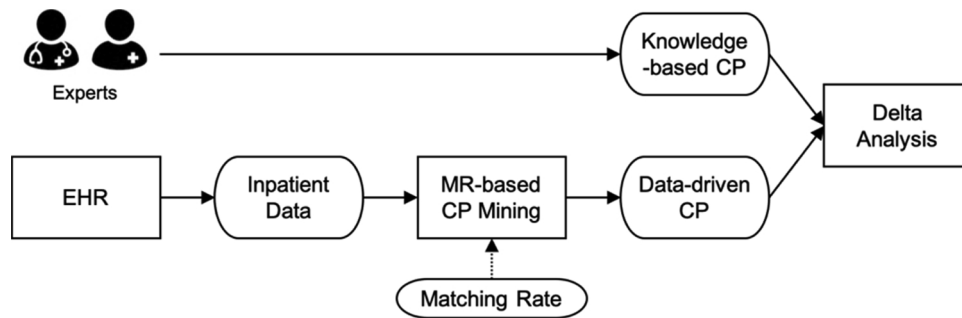 Experts
Knowledge
-based CP
Delta
Analysis
EHR
Inpatient
Data
MR-based
CP Mining
Data-driven
CP
Matching Rate